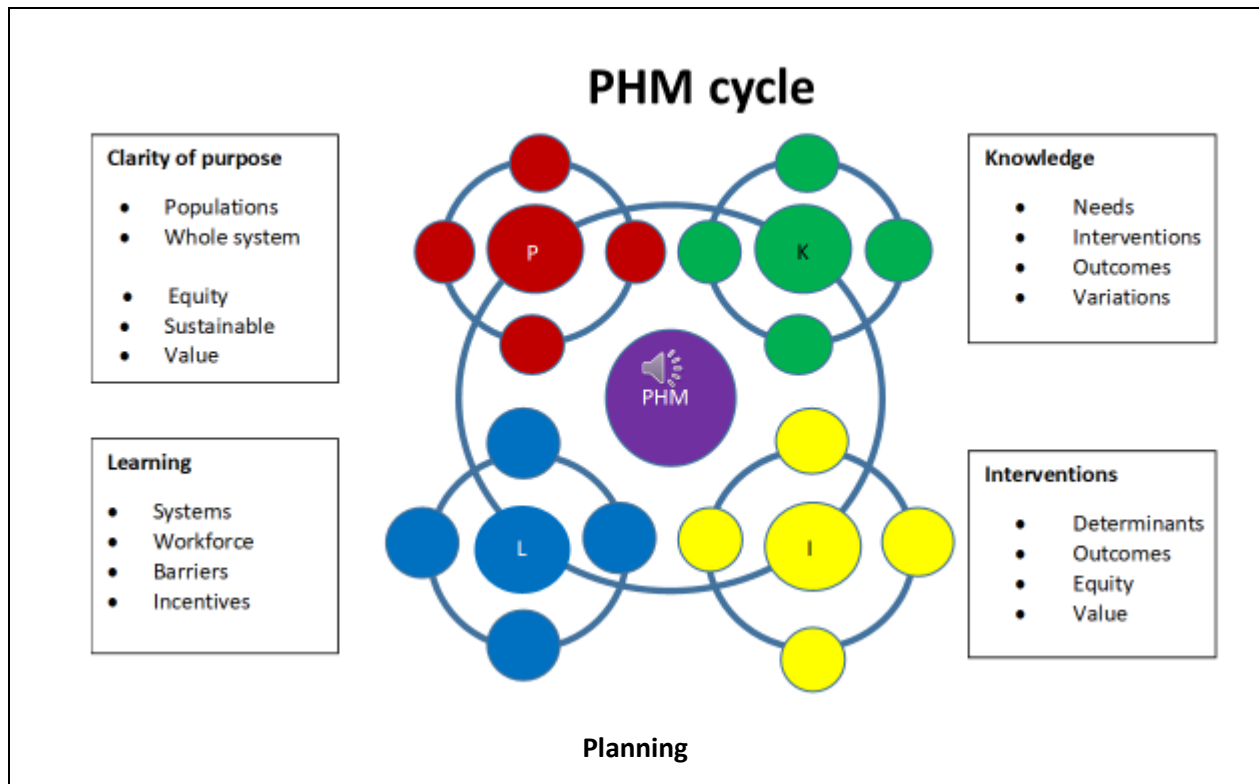 PHM cycle
Clarity of purpose
● Populations
● Whole system
● Equity
● Sustainable
● Value
Knowledge
● Needs
● Interventions
● Outcomes
● Variations
P
K
PHM
L
I
Learning
● Systems
● Workforce
● Barriers
● Incentives
Interventions
● Determinants
● Outcomes
● Equity
● Value
Planning